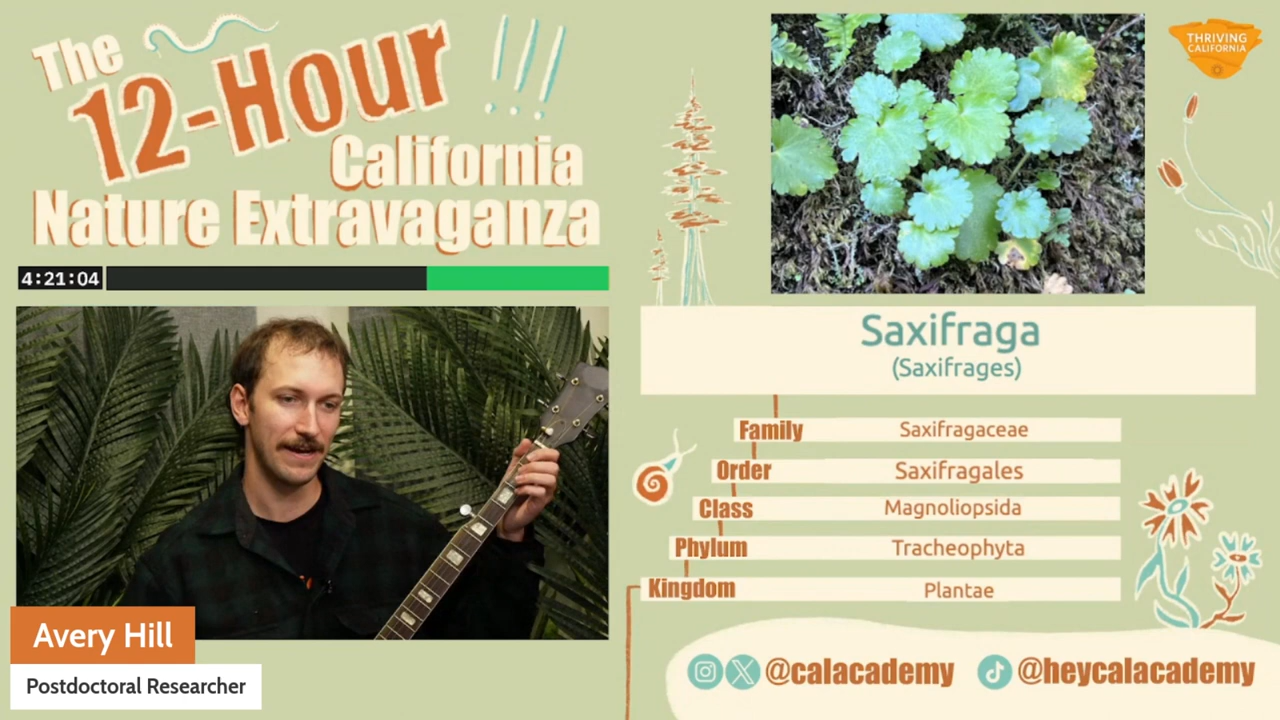 The
12-Hour
!!!
California
Nature Extravaganza
4:21:04
Avery Hill
Postdoctoral Researcher
THRIVING
CALIFORNIA
Saxifraga
(Saxifrages)
Family Saxifragaceae
Order Saxifragales
Class Magnoliopsida
Phylum Tracheophyta
Kingdom Plantae
@calacademy @heycalacademy